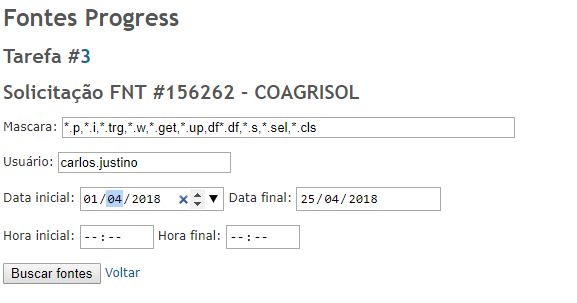 Fontes Progress
Tarefa #3
Solicitação FNT #156262 - COAGRISOL
Mascara: *.p,*.i,*.trg,*.w,*.get,*.up,df*.df,*.s,*.sel,*.cls
Usuário: carlos.justino
Data inicial: 01/04/2018 Data final: 25/04/2018
Hora inicial: --:-- Hora final: --:--
Buscar fontes Voltar